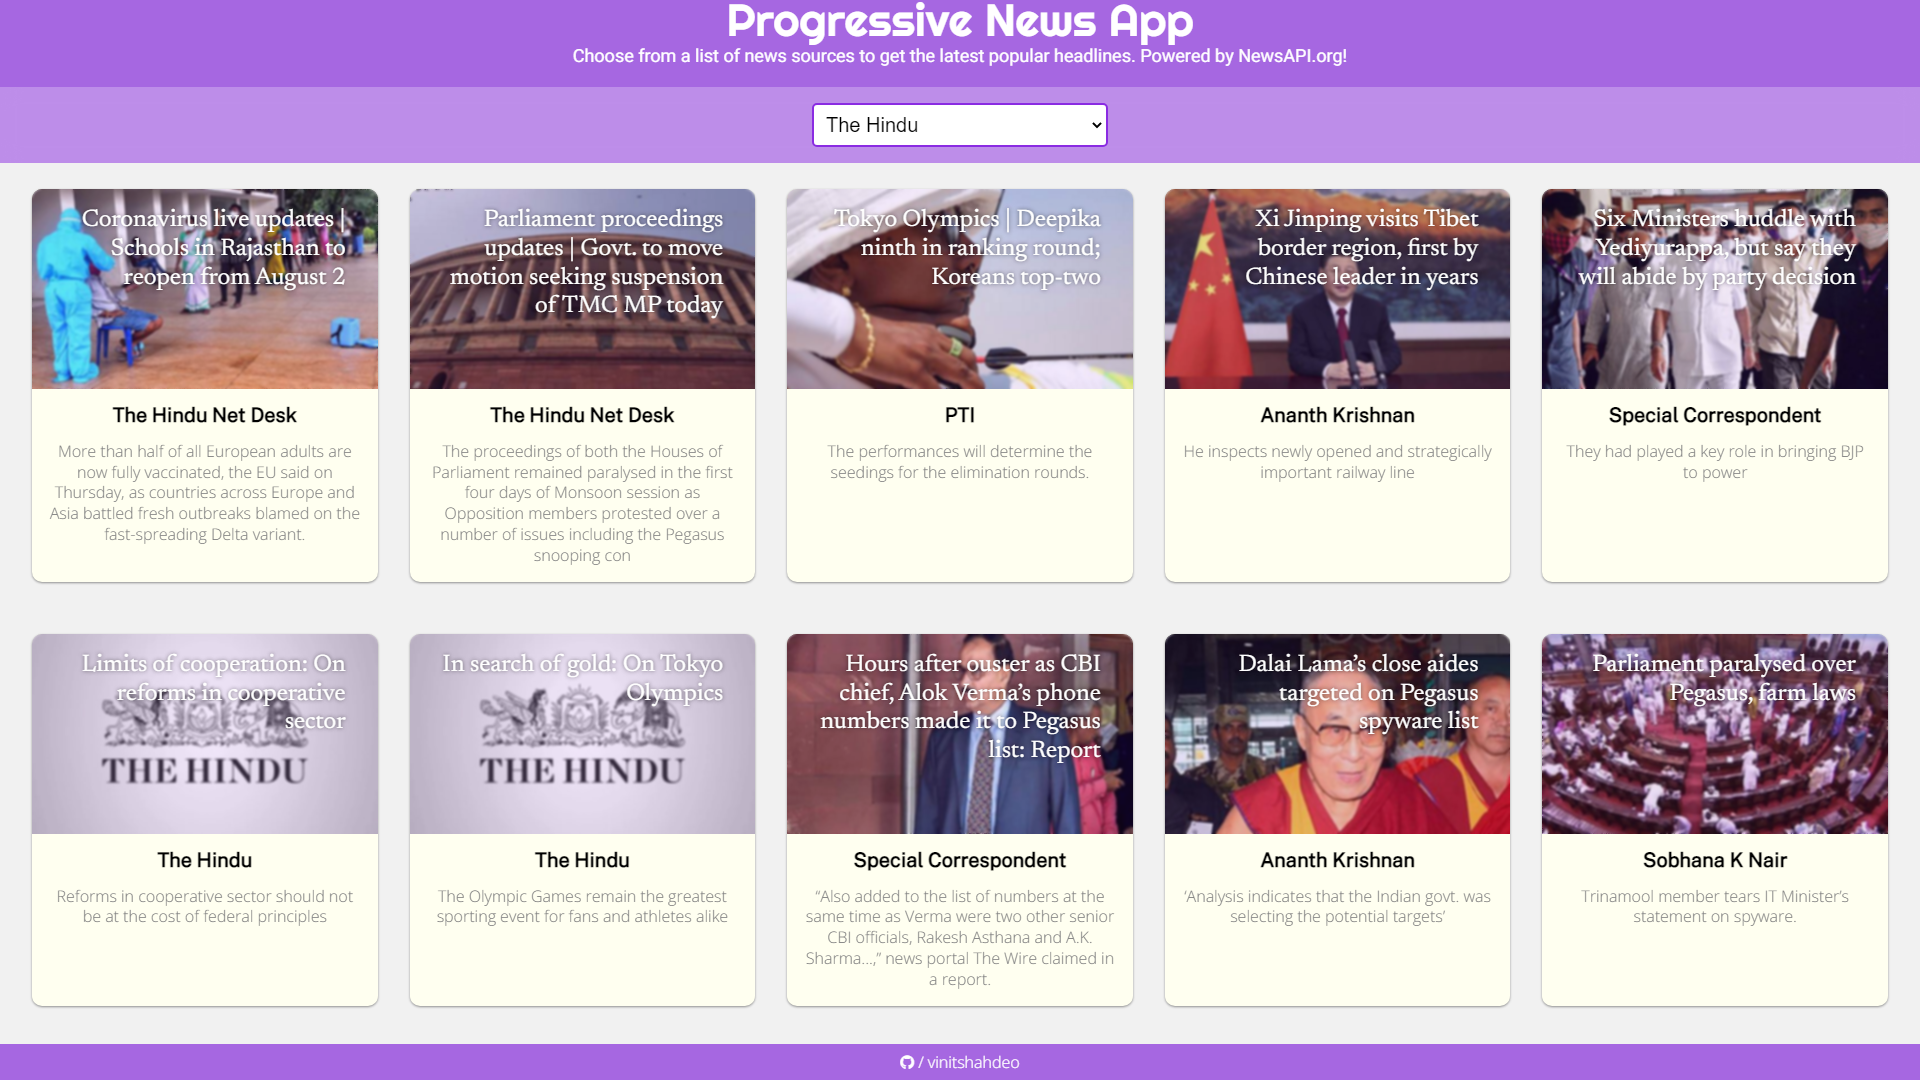 Progressive News App
Choose from a list of news sources to get the latest popular headlines. Powered by NewsAPI.org!
The Hindu
Coronavirus live updates |
Schools in Rajasthan to
reopen from August 2
The Hindu Net Desk
More than half of all European adults are
now fully vaccinated, the EU said on
Thursday, as countries across Europe and
Asia battled fresh outbreaks blamed on the
fast-spreading Delta variant.
Parliament proceedings
updates | Govt. to move
motion seeking suspension
of TMC MP today
The Hindu Net Desk
The proceedings of both the Houses of
Parliament remained paralysed in the first
four days of Monsoon session as
Opposition members protested over a
number of issues including the Pegasus
snooping con
Tokyo Olympics | Deepika
ninth in ranking round;
Koreans top-two
PTI
The performances will determine the
seedings for the elimination rounds.
Xi Jinping visits Tibet
border region, first by
Chinese leader in years
Ananth Krishnan
He inspects newly opened and strategically
important railway line
Six Ministers huddle with
Yediyurappa, but say they
will abide by party decision
Special Correspondent
They had played a key role in bringing BJP
to power
Limits of cooperation: On
reforms in cooperative
sector
THE HINDU
The Hindu
Reforms in cooperative sector should not
be at the cost of federal principles
In search of gold: On Tokyo
Olympics
THE HINDU
The Hindu
The Olympic Games remain the greatest
sporting event for fans and athletes alike
Hours after ouster as CBI
chief, Alok Verma’s phone
numbers made it to Pegasus
list: Report
Special Correspondent
“Also added to the list of numbers at the
same time as Verma were two other senior
CBI officials, Rakesh Asthana and A.K.
Sharma...,” news portal The Wire claimed in
a report.
Dalai Lama’s close aides
targeted on Pegasus
spyware list
Ananth Krishnan
‘Analysis indicates that the Indian govt. was
selecting the potential targets’
Parliament paralysed over
Pegasus, farm laws
Sobhana K Nair
Trinamool member tears IT Minister’s
statement on spyware.
/ vinitshahdeo